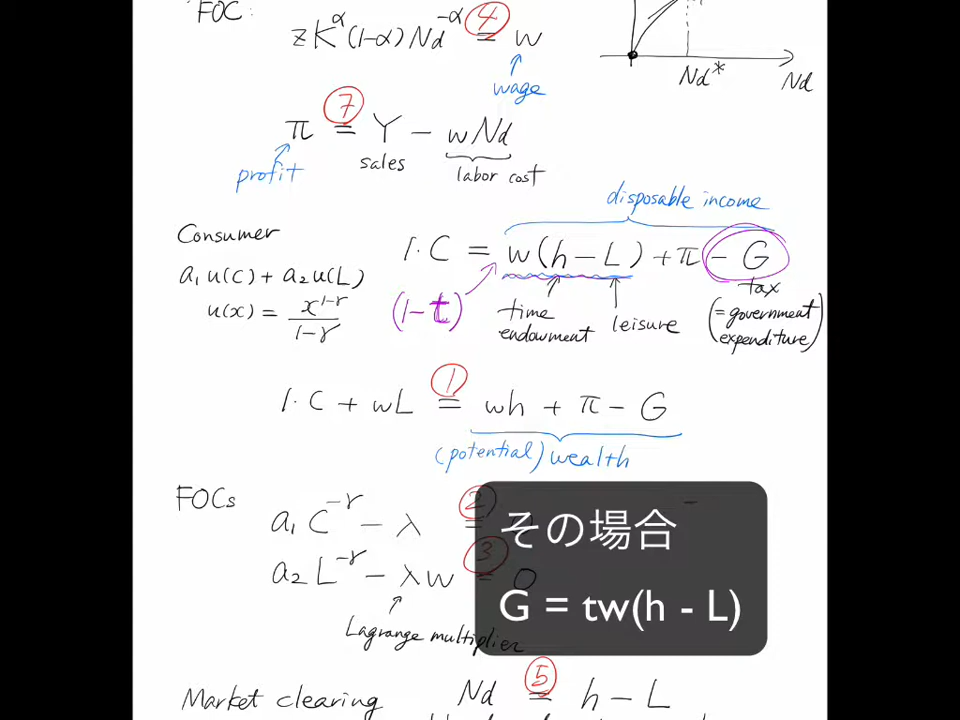 FOC:
zK^α(1-α)Nd^-α = w
④
wage
Nd*
Nd
π = Y - wNd
⑦
profit
sales
labor cost
disposable income
Consumer
1·C = w(h-L) + π - G
a₁u(C) + a₂u(L)
u(x) = x^(1-γ) / 1-γ
(1-t)
time endowment
leisure
tax
(= government expenditure)
1·C + wL = wh + π - G
①
(potential) wealth
FOCs
a₁C^-γ - λ =
②
a₂L^-γ - λw = 0
③
Lagrange multiplier
その場合
G = tw(h - L)
Market clearing
Nd = h - L
⑤